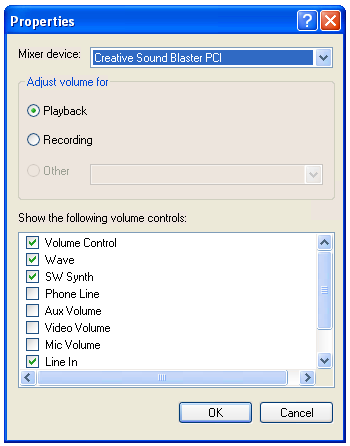 Properties
Mixer device: Creative Sound Blaster PCI
Adjust volume for
Playback
Recording
Other
Show the following volume controls:
Volume Control
Wave
SW Synth
Phone Line
Aux Volume
Video Volume
Mic Volume
Line In
OK Cancel